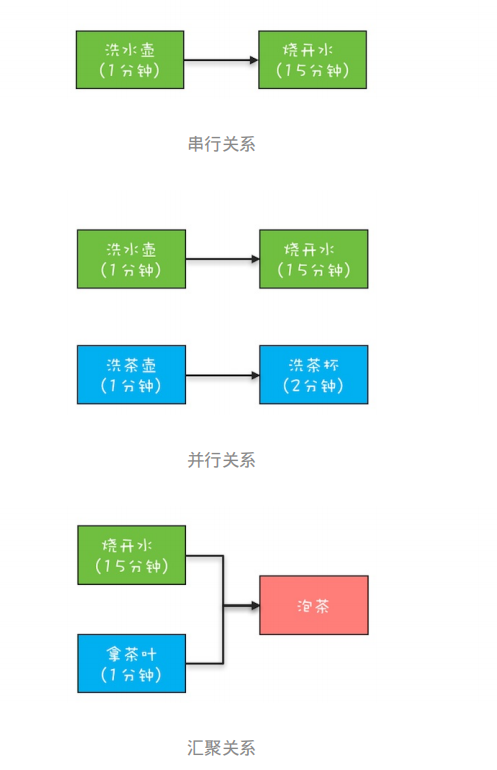 洗水壶
(1分钟)
烧开水
(15分钟)
串行关系
洗水壶
(1分钟)
烧开水
(15分钟)
洗茶壶
(1分钟)
洗茶杯
(2分钟)
并行关系
烧开水
(15分钟)
拿茶叶
(1分钟)
泡茶
汇聚关系